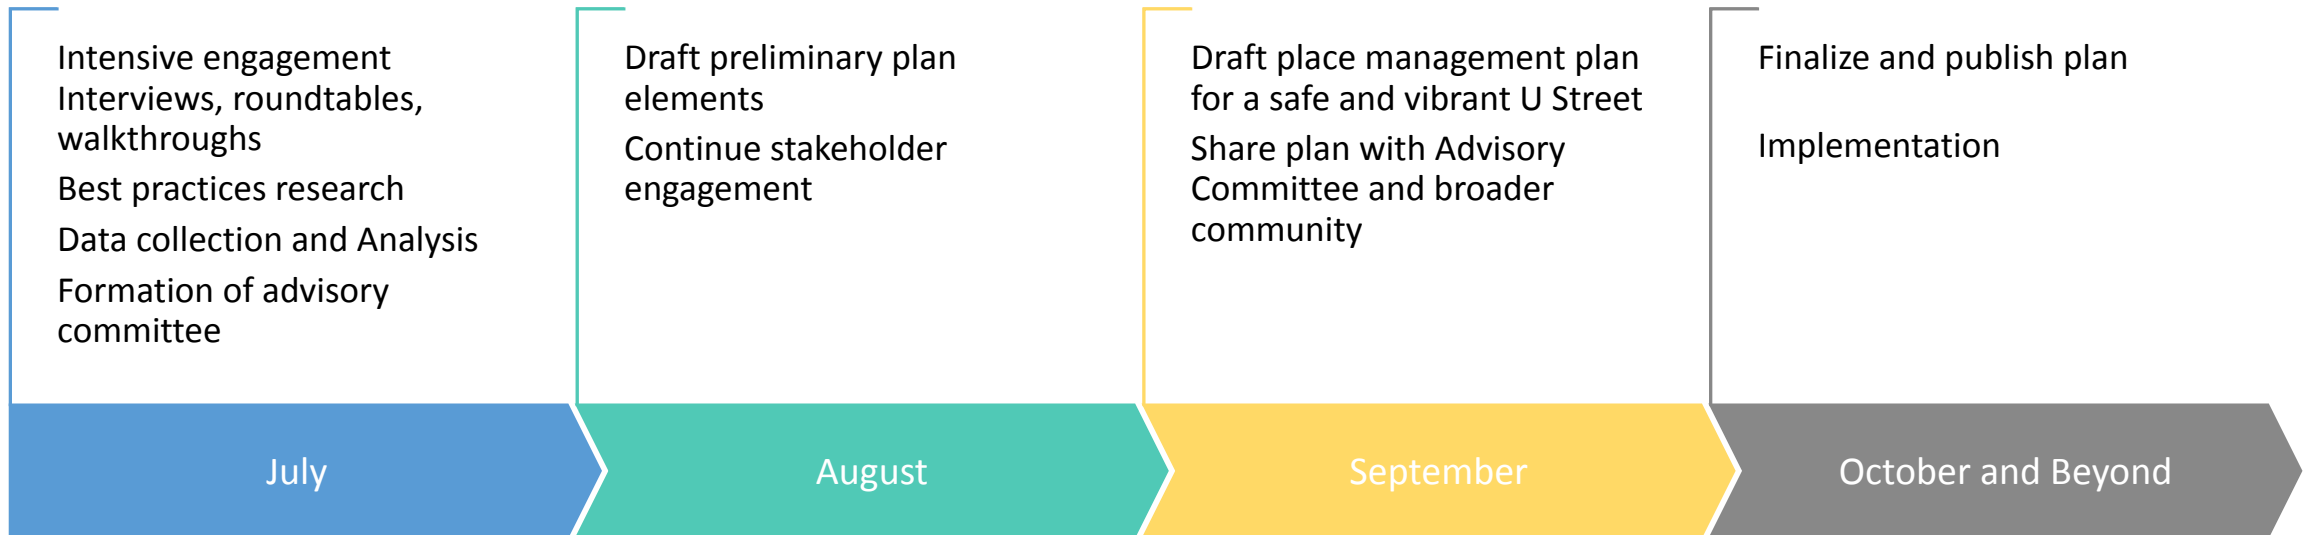 Intensive engagement
Interviews, roundtables,
walkthroughs
Best practices research
Data collection and Analysis
Formation of advisory
committee
Draft preliminary plan
elements
Continue stakeholder
engagement
Draft place management plan
for a safe and vibrant U Street
Share plan with Advisory
Committee and broader
community
Finalize and publish plan
Implementation
July
August
September
October and Beyond